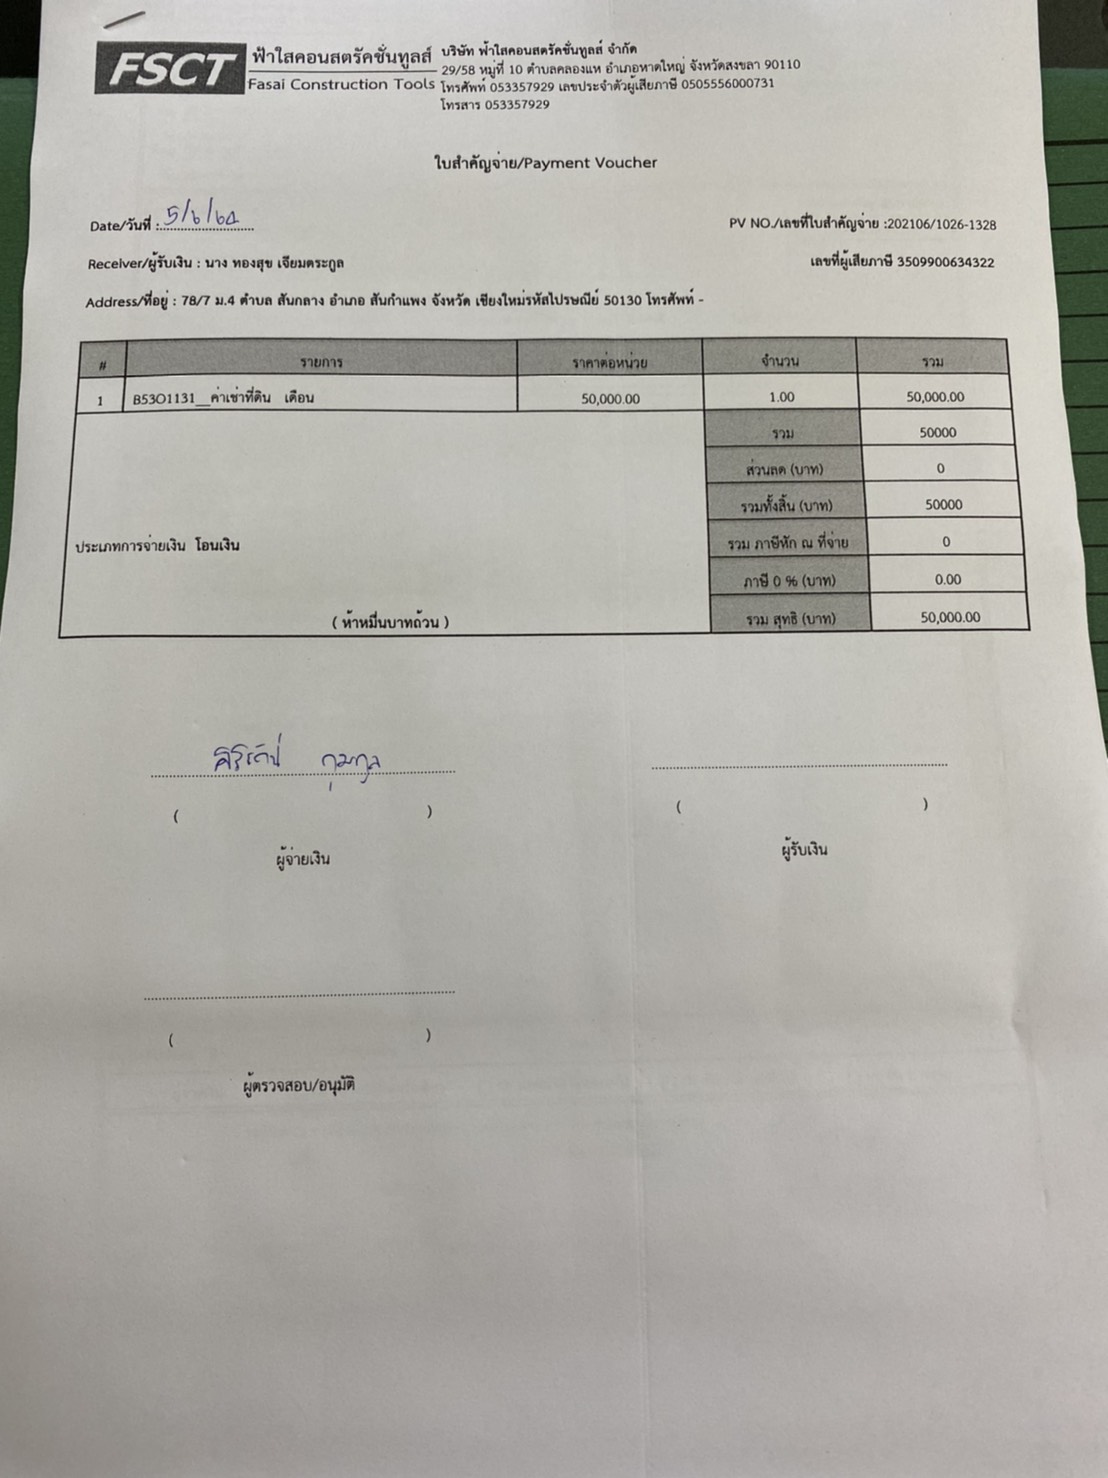 FSCT ฟ้าใสคอนสตรัคชั่นทูลส์ บริษัท ฟ้าใสคอนสตรัคชั่นทูลส์ จำกัด
Fasai Construction Tools 29/58 หมู่ที่ 10 ตำบลคลองแห อำเภอหาดใหญ่ จังหวัดสงขลา 90110
โทรศัพท์ 053357929 เลขประจำตัวผู้เสียภาษี 0505556000731
โทรสาร 053357929
ใบสำคัญจ่าย/Payment Voucher
Date/วันที่ : 5/6/64 PV NO./เลขที่ใบสำคัญจ่าย :202106/1026-1328
Receiver/ผู้รับเงิน : นาง ทองสุข เจียมตระกูล เลขที่ผู้เสียภาษี 3509900634322
Address/ที่อยู่ : 78/7 ม.4 ตำบล สันกลาง อำเภอ สันกำแพง จังหวัด เชียงใหม่รหัสไปรษณีย์ 50130 โทรศัพท์ -
# รายการ ราคาต่อหน่วย จำนวน รวม
1 B53O1131__ค่าเช่าที่ดิน เดือน 50,000.00 1.00 50,000.00
รวม 50000
ส่วนลด (บาท) 0
รวมทั้งสิ้น (บาท) 50000
ประเภทการจ่ายเงิน โอนเงิน รวม ภาษีหัก ณ ที่จ่าย 0
ภาษี 0 % (บาท) 0.00
( ห้าหมื่นบาทถ้วน ) รวม สุทธิ (บาท) 50,000.00
( ) ( )
ผู้จ่ายเงิน ผู้รับเงิน
( )
ผู้ตรวจสอบ/อนุมัติ